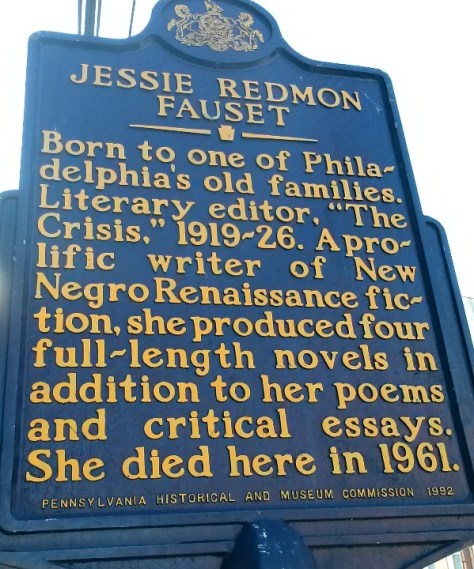 JESSIE REDMON
FAUSET
Born to one of Phila-
delphia's old families.
Literary editor, "The
Crisis," 1919-26. A pro-
lific writer of New
Negro Renaissance fic-
tion, she produced four
full-length novels in
addition to her poems
and critical essays.
She died here in 1961.
PENNSYLVANIA HISTORICAL AND MUSEUM COMMISSION 1992